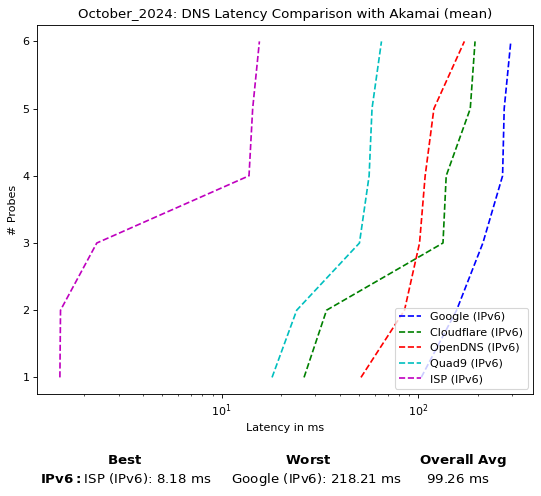 October_2024: DNS Latency Comparison with Akamai (mean)
6
5
4
3
2
1
# Probes
Google (IPv6)
Cloudflare (IPv6)
OpenDNS (IPv6)
Quad9 (IPv6)
ISP (IPv6)
10¹ 10²
Latency in ms
Best Worst Overall Avg
IPv6: ISP (IPv6): 8.18 ms Google (IPv6): 218.21 ms 99.26 ms